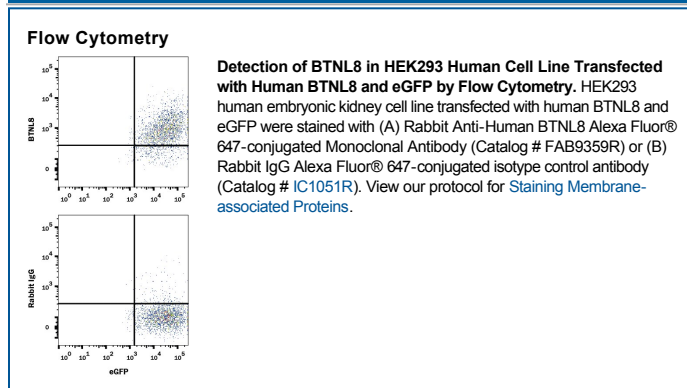 Flow Cytometry
Detection of BTNL8 in HEK293 Human Cell Line Transfected
with Human BTNL8 and eGFP by Flow Cytometry. HEK293
human embryonic kidney cell line transfected with human BTNL8 and
eGFP were stained with (A) Rabbit Anti-Human BTNL8 Alexa Fluor®
647-conjugated Monoclonal Antibody (Catalog # FAB9359R) or (B)
Rabbit IgG Alexa Fluor® 647-conjugated isotype control antibody
(Catalog # IC1051R). View our protocol for Staining Membrane-
associated Proteins.
BTNL8
10⁵
10⁴
10³
0
10⁰ 10¹ 10² 10³ 10⁴ 10⁵
Rabbit IgG
10⁵
10⁴
10³
0
10⁰ 10¹ 10² 10³ 10⁴ 10⁵
eGFP